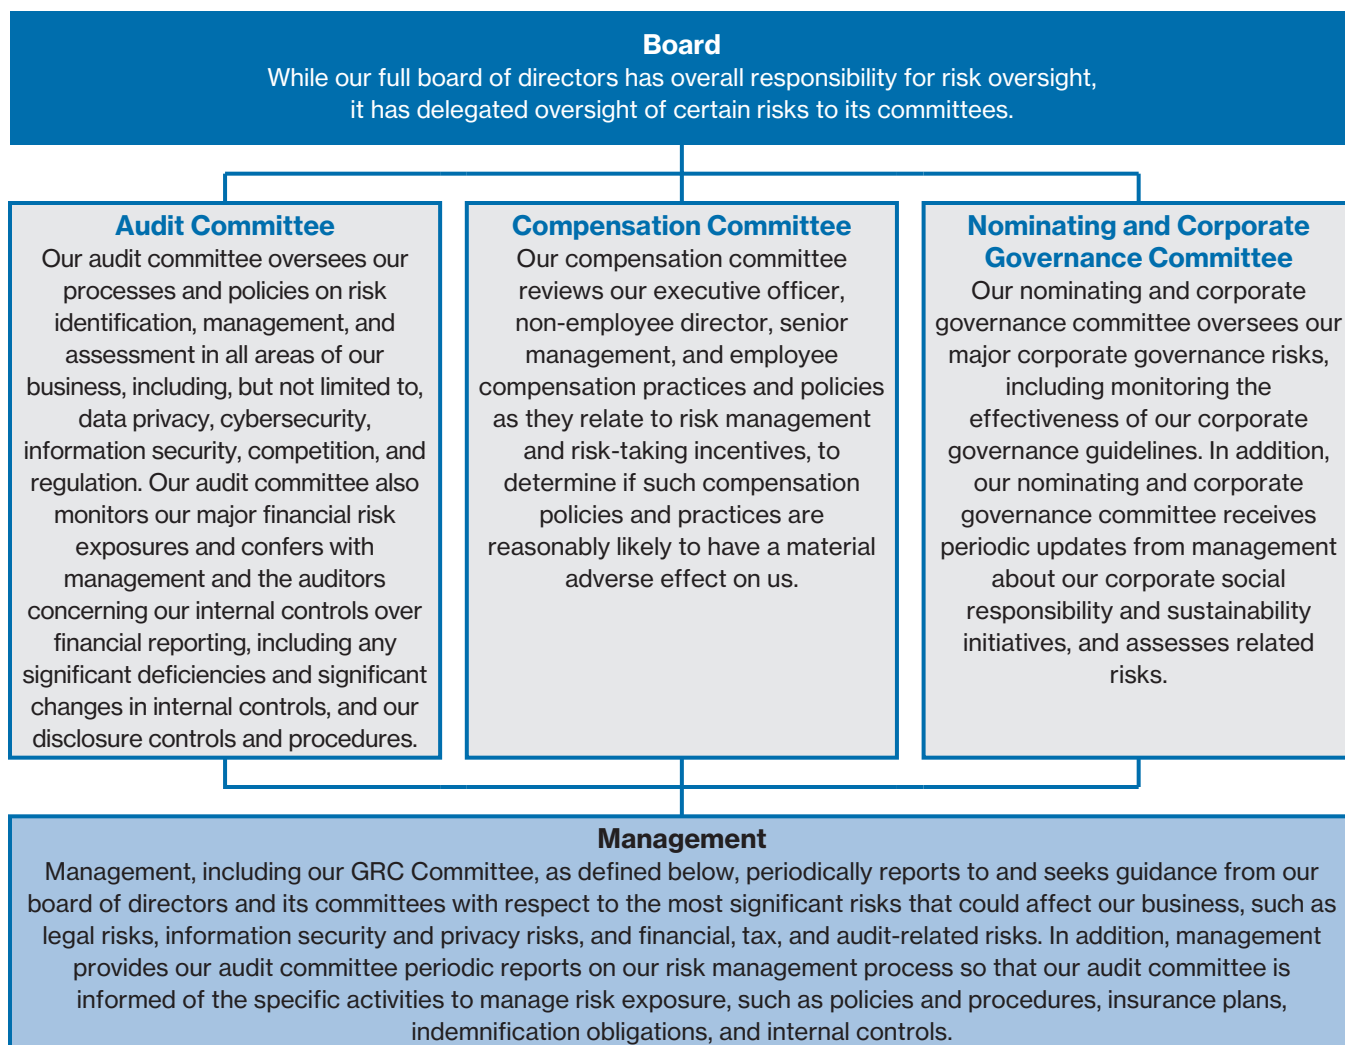 Board
While our full board of directors has overall responsibility for risk oversight,
it has delegated oversight of certain risks to its committees.
Audit Committee
Our audit committee oversees our
processes and policies on risk
identification, management, and
assessment in all areas of our
business, including, but not limited to,
data privacy, cybersecurity,
information security, competition, and
regulation. Our audit committee also
monitors our major financial risk
exposures and confers with
management and the auditors
concerning our internal controls over
financial reporting, including any
significant deficiencies and significant
changes in internal controls, and our
disclosure controls and procedures.
Compensation Committee
Our compensation committee
reviews our executive officer,
non-employee director, senior
management, and employee
compensation practices and policies
as they relate to risk management
and risk-taking incentives, to
determine if such compensation
policies and practices are
reasonably likely to have a material
adverse effect on us.
Nominating and Corporate
Governance Committee
Our nominating and corporate
governance committee oversees our
major corporate governance risks,
including monitoring the
effectiveness of our corporate
governance guidelines. In addition,
our nominating and corporate
governance committee receives
periodic updates from management
about our corporate social
responsibility and sustainability
initiatives, and assesses related
risks.
Management
Management, including our GRC Committee, as defined below, periodically reports to and seeks guidance from our
board of directors and its committees with respect to the most significant risks that could affect our business, such as
legal risks, information security and privacy risks, and financial, tax, and audit-related risks. In addition, management
provides our audit committee periodic reports on our risk management process so that our audit committee is
informed of the specific activities to manage risk exposure, such as policies and procedures, insurance plans,
indemnification obligations, and internal controls.